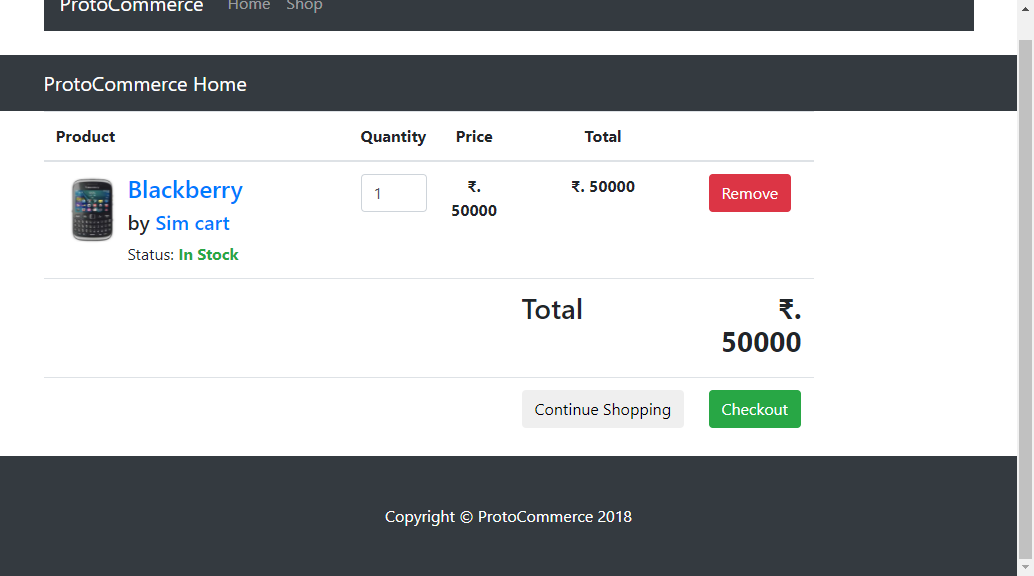 ProtoCommerce Home Shop
ProtoCommerce Home
Product Quantity Price Total
Blackberry 1 ₹. ₹. 50000 Remove
50000
by Sim cart
Status: In Stock
Total ₹.
50000
Continue Shopping Checkout
Copyright © ProtoCommerce 2018